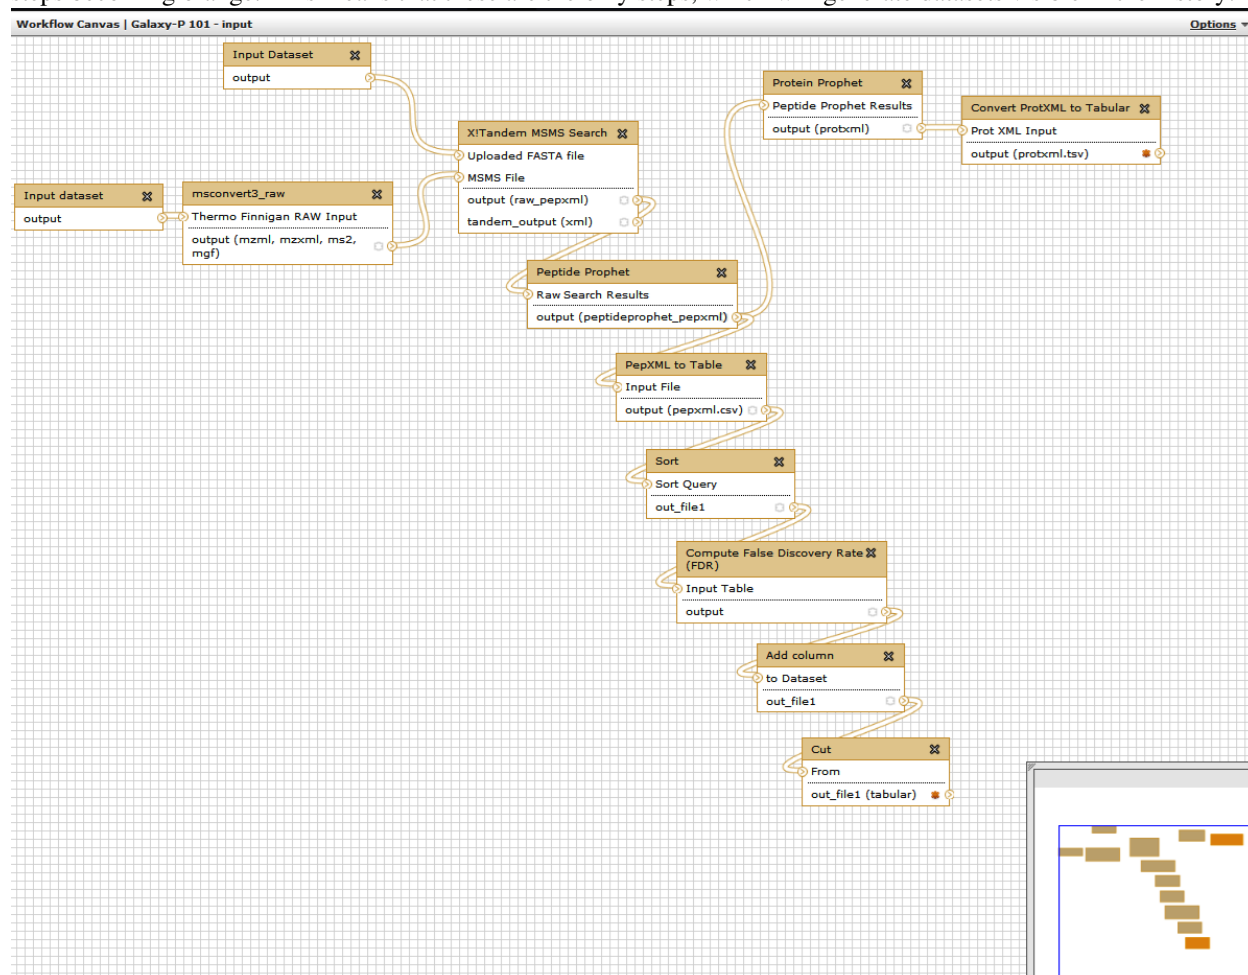 Workflow Canvas | Galaxy-P 101 - input
Options
Input Dataset
output
Protein Prophet
Peptide Prophet Results
output (protxml)
Convert ProtXML to Tabular
Prot XML Input
output (protxml.tsv)
X!Tandem MSMS Search
Uploaded FASTA file
MSMS File
output (raw_pepxml)
tandem_output (xml)
Input dataset
output
msconvert3_raw
Thermo Finnigan RAW Input
output (mzml, mzxml, ms2,
mgf)
Peptide Prophet
Raw Search Results
output (peptideprophet_pepxml)
PepXML to Table
Input File
output (pepxml.csv)
Sort
Sort Query
out_file1
Compute False Discovery Rate
(FDR)
Input Table
output
Add column
to Dataset
out_file1
Cut
From
out_file1 (tabular)